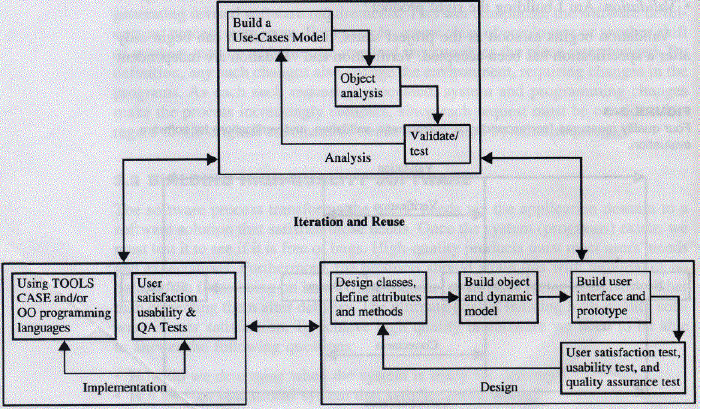 Build a
Use-Cases Model
Object
analysis
Validate/
test
Analysis
Iteration and Reuse
Using TOOLS
CASE and/or
OO programming
languages
User
satisfaction
usability &
QA Tests
Implementation
Design classes,
define attributes
and methods
Build object
and dynamic
model
Build user
interface and
prototype
User satisfaction test,
usability test, and
quality assurance test
Design